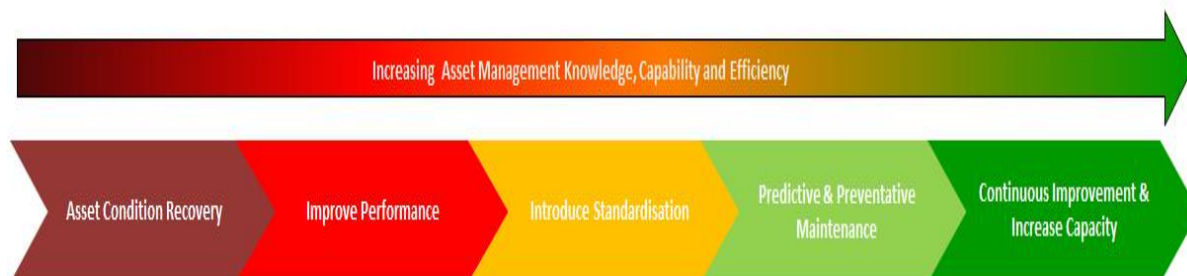 Increasing Asset Management Knowledge, Capability and Efficiency
Asset Condition Recovery
Improve Performance
Introduce Standardisation
Predictive & Preventative
Maintenance
Continuous Improvement &
Increase Capacity